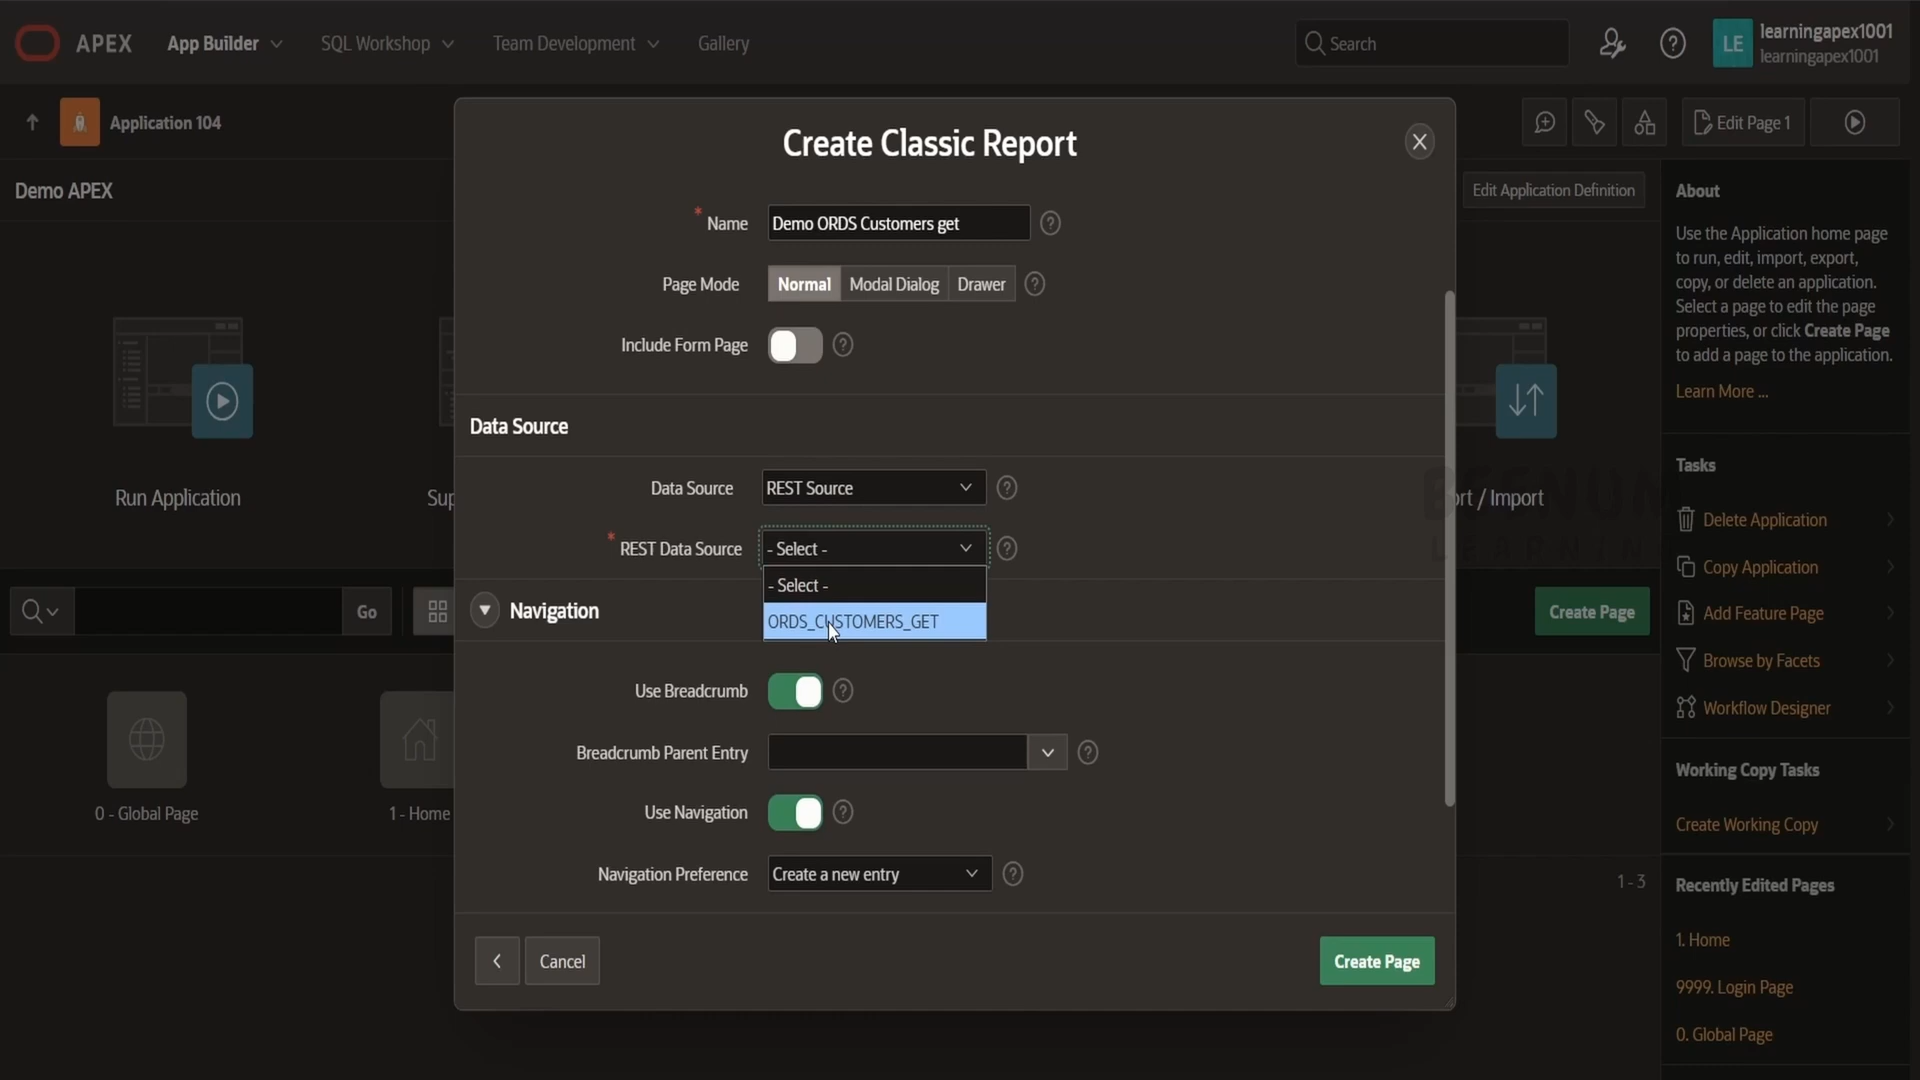 APEX
App Builder
SQL Workshop
Team Development
Gallery
Search
LE
learningapex1001
learningapex1001
Application 104
Edit Page 1
Demo APEX
Edit Application Definition
Run Application
Sup
rt / Import
Go
Create Page
0 - Global Page
1 - Home
1 - 3
Create Classic Report
* Name
Demo ORDS Customers get
Page Mode
Normal
Modal Dialog
Drawer
Include Form Page
Data Source
Data Source
REST Source
* REST Data Source
- Select -
- Select -
ORDS_CUSTOMERS_GET
Navigation
Use Breadcrumb
Breadcrumb Parent Entry
Use Navigation
Navigation Preference
Create a new entry
Cancel
Create Page
About
Use the Application home page
to run, edit, import, export,
copy, or delete an application.
Select a page to edit the page
properties, or click Create Page
to add a page to the application.
Learn More ...
Tasks
Delete Application
Copy Application
Add Feature Page
Browse by Facets
Workflow Designer
Working Copy Tasks
Create Working Copy
Recently Edited Pages
1. Home
9999. Login Page
0. Global Page